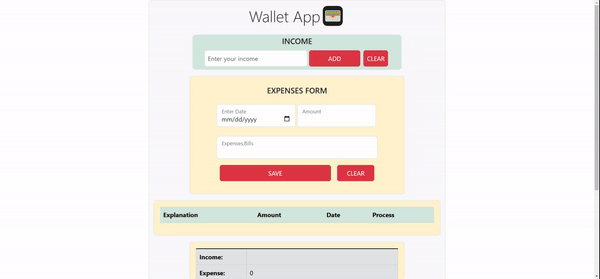 Wallet App
INCOME
Enter your income ADD CLEAR
EXPENSES FORM
Enter Date Amount
mm/dd/yyyy
Expenses,Bills
SAVE CLEAR
Explanation Amount Date Process
Income:
Expense: 0